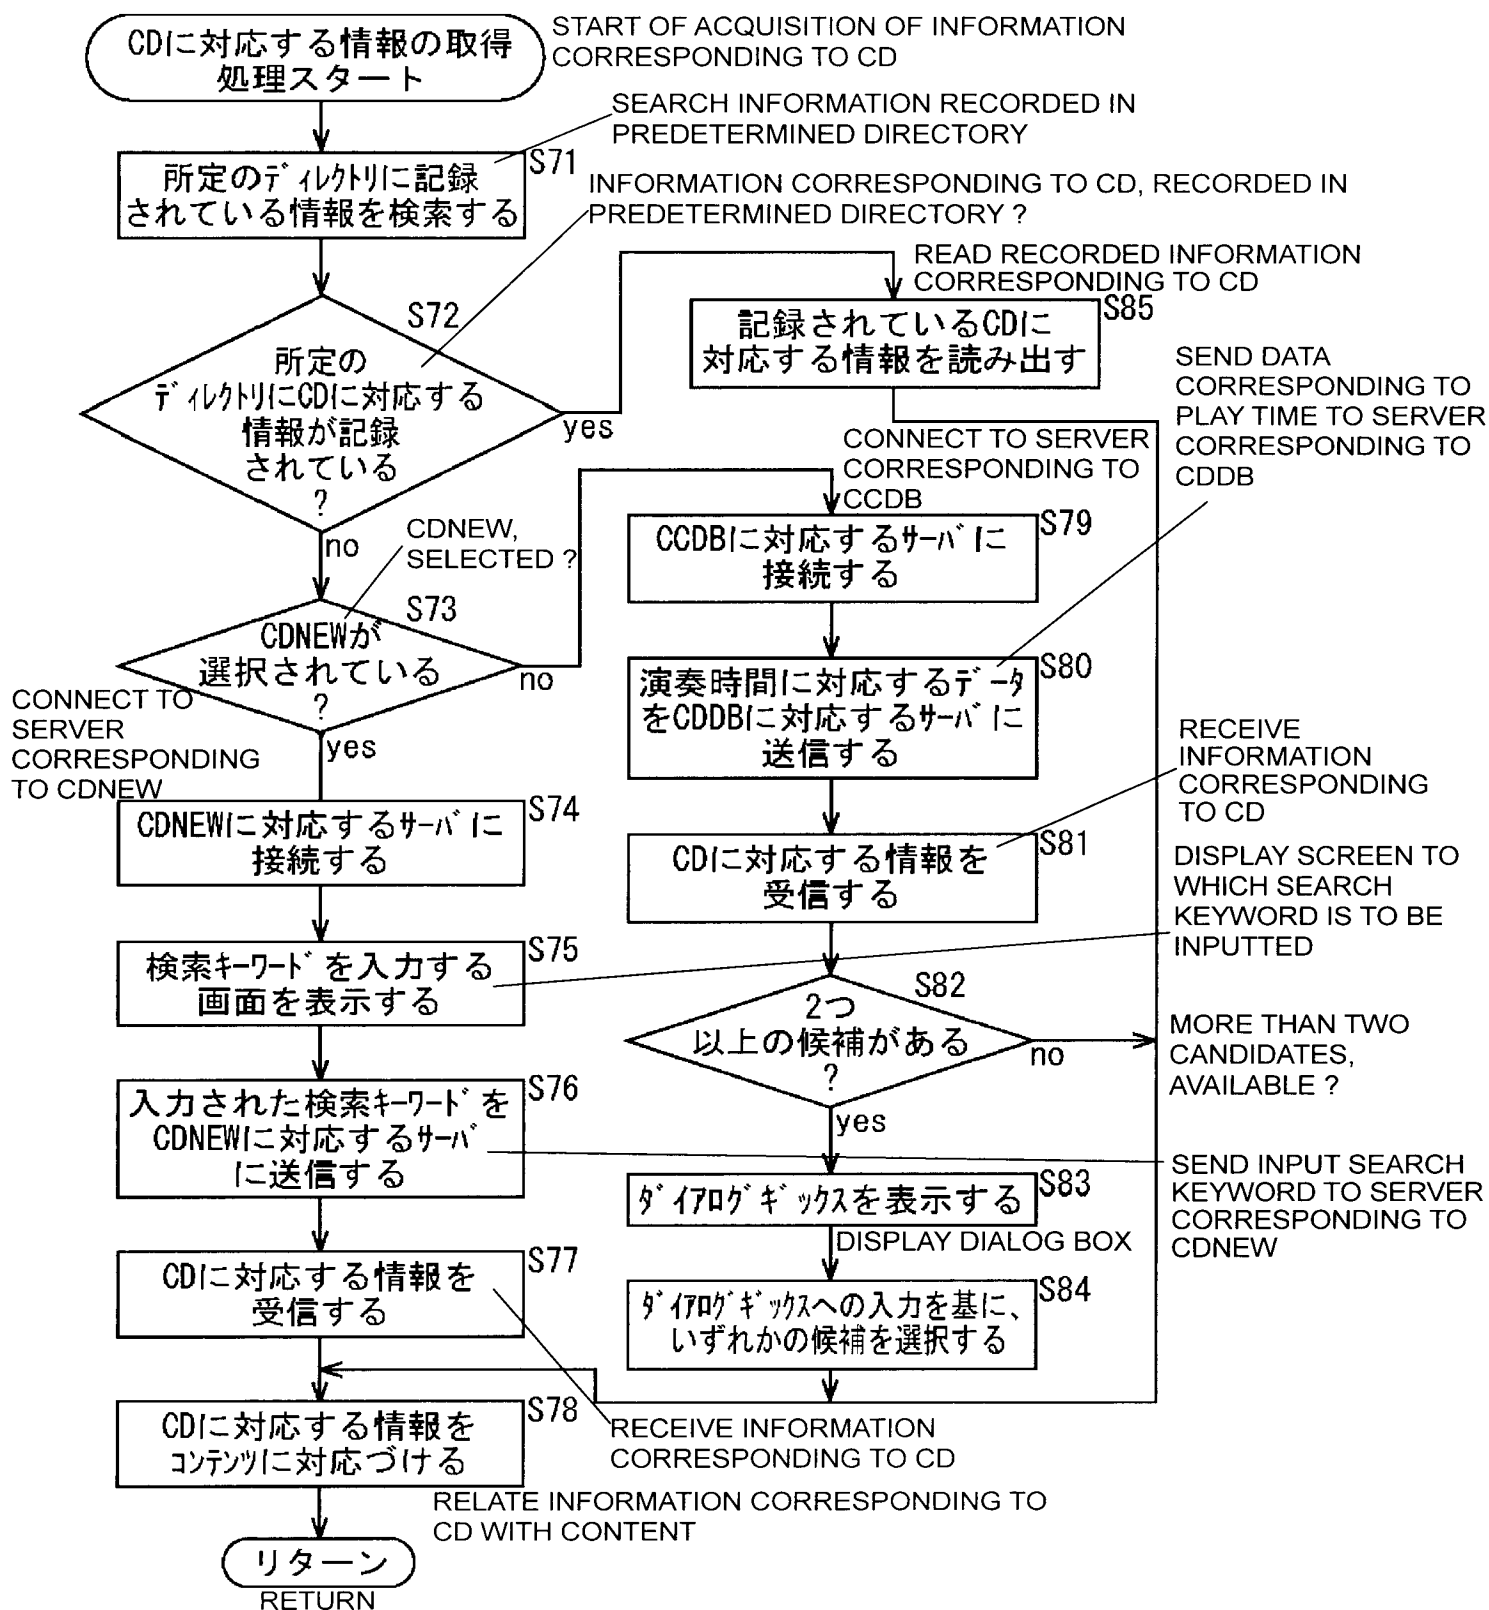 CDに対応する情報の取得
処理スタート
START OF ACQUISITION OF INFORMATION
CORRESPONDING TO CD
SEARCH INFORMATION RECORDED IN
PREDETERMINED DIRECTORY
S71
所定のディレクトリに記録
されている情報を検索する
INFORMATION CORRESPONDING TO CD, RECORDED IN
PREDETERMINED DIRECTORY ?
READ RECORDED INFORMATION
CORRESPONDING TO CD
S72
所定の
ディレクトリにCDに対応する
情報が記録
されている
?
yes
no
S85
記録されているCDに
対応する情報を読み出す
SEND DATA
CORRESPONDING TO
PLAY TIME TO SERVER
CORRESPONDING TO
CDDB
CONNECT TO SERVER
CORRESPONDING TO
CCDB
CDNEW,
SELECTED ?
S79
CCDBに対応するサーバに
接続する
S73
CDNEWが
選択されている
?
no
yes
S80
演奏時間に対応するデータ
をCDDBに対応するサーバに
送信する
CONNECT TO
SERVER
CORRESPONDING
TO CDNEW
RECEIVE
INFORMATION
CORRESPONDING
TO CD
S74
CDNEWに対応するサーバに
接続する
S81
CDに対応する情報を
受信する
DISPLAY SCREEN TO
WHICH SEARCH
KEYWORD IS TO BE
INPUTTED
S75
検索キーワードを入力する
画面を表示する
S82
2つ
以上の候補がある
?
no
yes
MORE THAN TWO
CANDIDATES,
AVAILABLE ?
S76
入力された検索キーワードを
CDNEWに対応するサーバ
に送信する
SEND INPUT SEARCH
KEYWORD TO SERVER
CORRESPONDING TO
CDNEW
S83
ダイアログギックスを表示する
DISPLAY DIALOG BOX
S77
CDに対応する情報を
受信する
S84
ダイアログギックスへの入力を基に、
いずれかの候補を選択する
S78
CDに対応する情報を
コンテンツに対応づける
RECEIVE INFORMATION
CORRESPONDING TO CD
RELATE INFORMATION CORRESPONDING TO
CD WITH CONTENT
リターン
RETURN